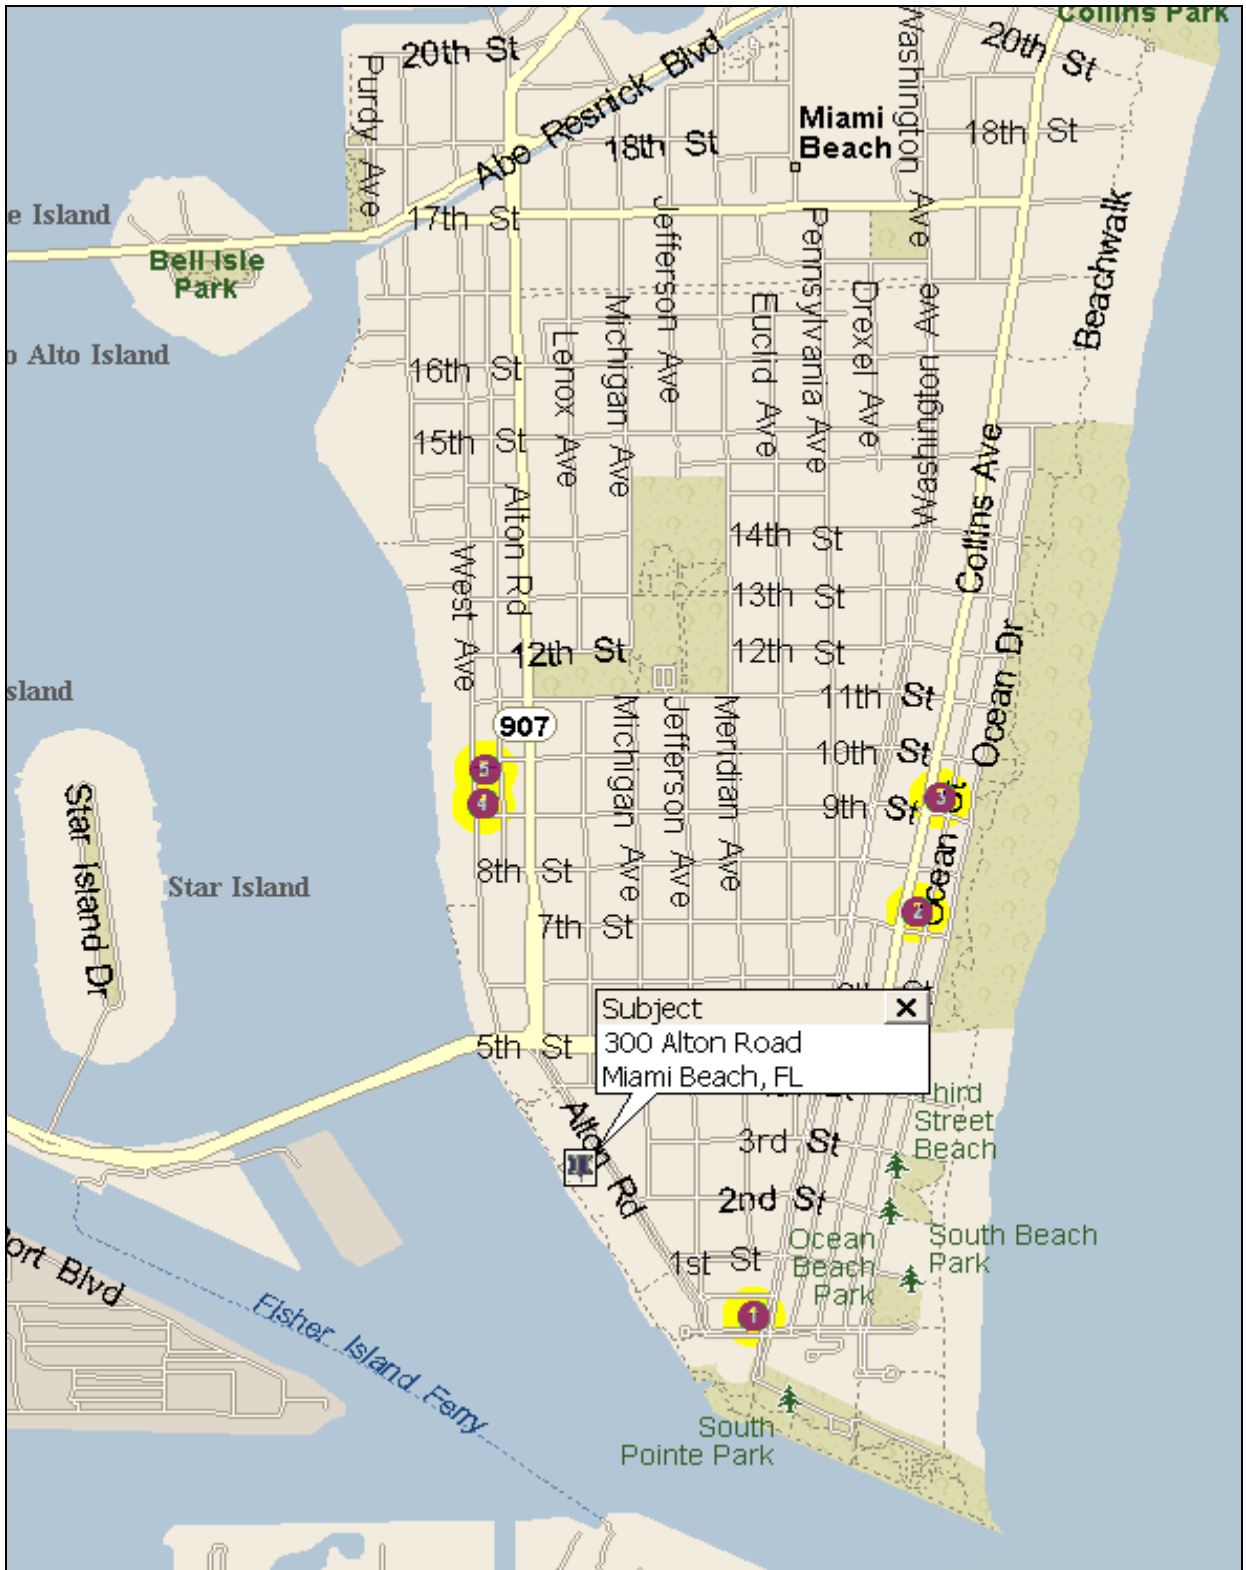 Collins Park
20th St
20th St
Purdy Ave
Abe Resnick Blvd
18th St
Miami
Beach
Washington Ave
18th St
e Island
17th St
Jefferson Ave
Pennsylvania Ave
Beachwalk
Bell Isle
Park
o Alto Island
16th St
Lenox Ave
Michigan Ave
Euclid Ave
Drexel Ave
Washington Ave
15th St
Alton Rd
Collins Ave
14th St
West Ave
13th St
12th St
12th St
Ocean Dr
sland
11th St
907
Michigan Ave
Jefferson Ave
Meridian Ave
10th St
5
4
3
9th St
Star Island Dr
Star Island
8th St
Ocean Ct
2
7th St
Subject
300 Alton Road
Miami Beach, FL
5th St
Third
Street
Beach
Alton Rd
3rd St
2nd St
South Beach
Park
Ocean
Beach
Park
1st St
1
Port Blvd
Fisher Island Ferry
South
Pointe Park